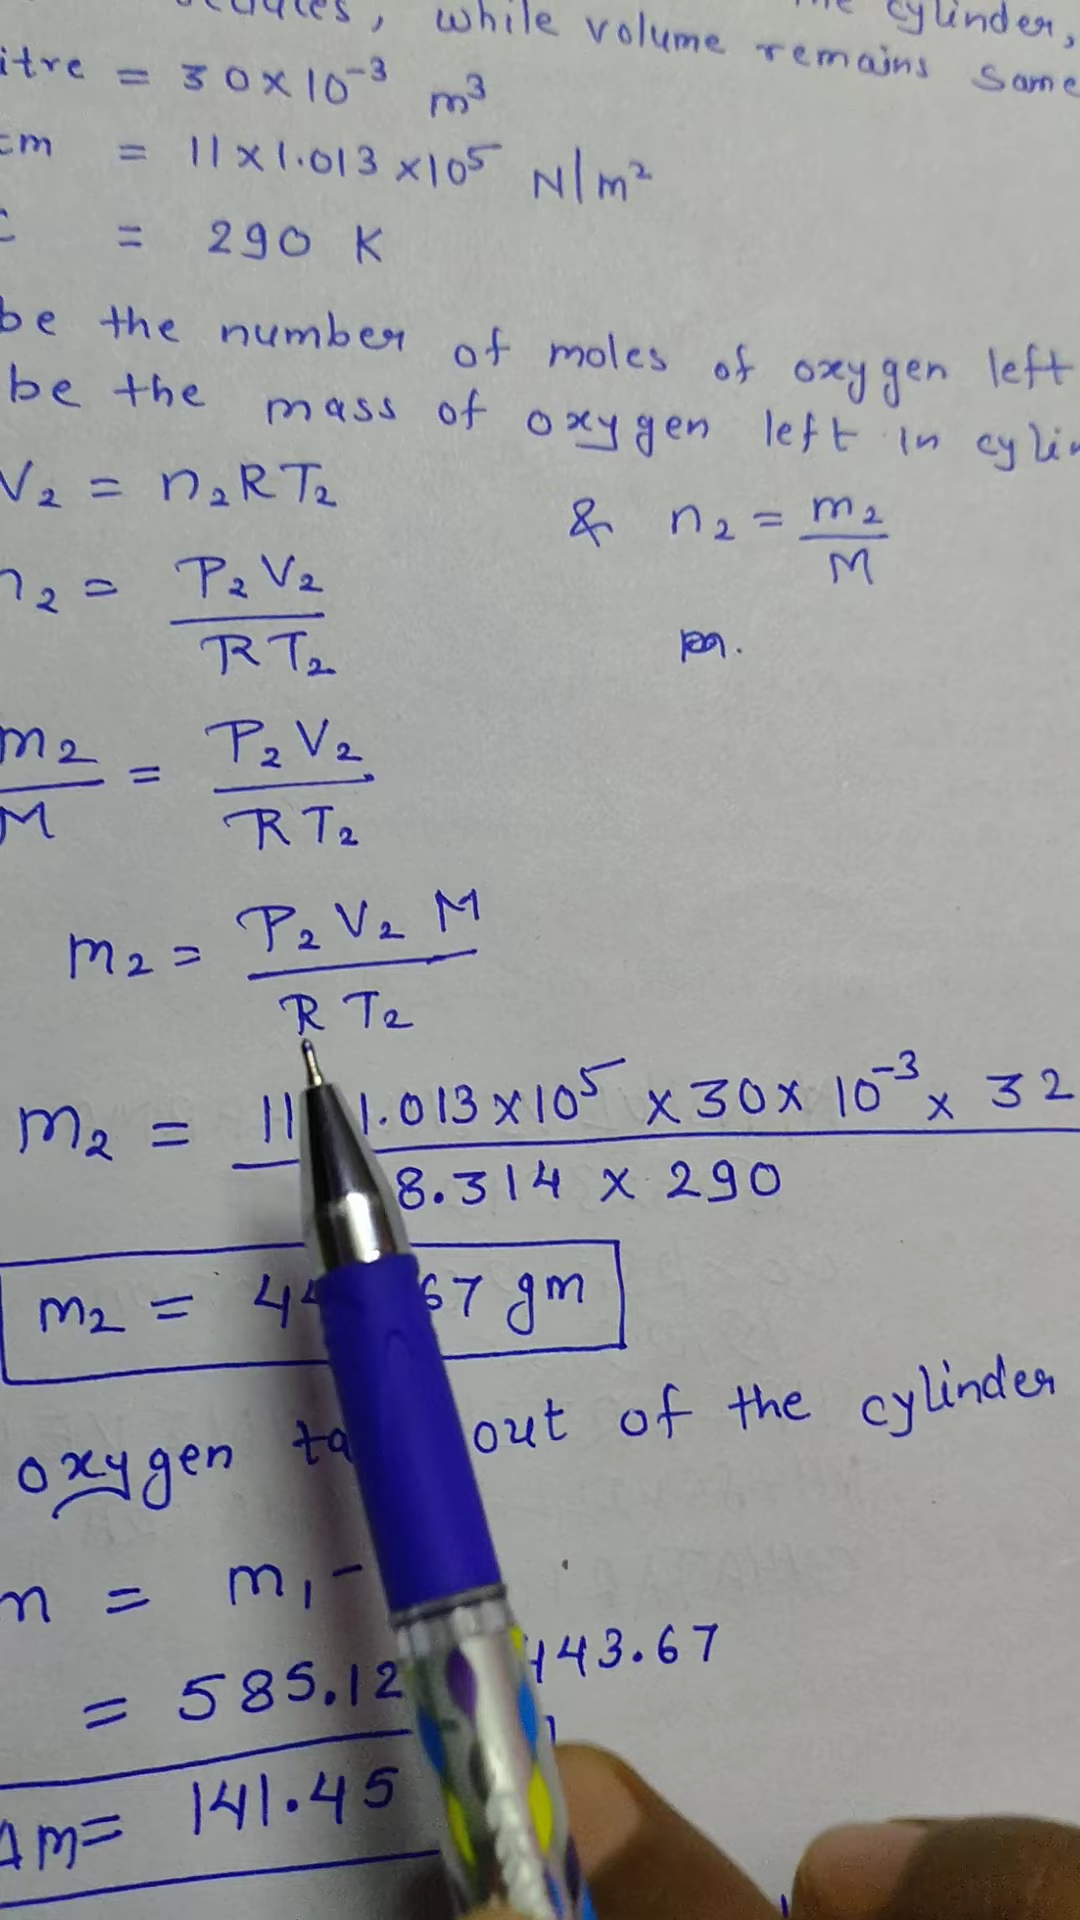 , while volume remains same
itre = 30×10⁻³ m³
= 11×1.013×10⁵ N/m²
= 290 K
be the number of moles of oxygen left
be the mass of oxygen left in
V₂ = n₂RT₂ & n₂ = m₂/M
n₂ = P₂V₂/RT₂
m₂/M = P₂V₂/RT₂
m₂ = P₂V₂M/RT₂
m₂ = 11 1.013×10⁵ × 30×10⁻³ × 32/8.314 × 290
m₂ = 4 67 gm
oxygen out of the cylinder
= m₁ -
= 585.12 443.67
Δm = 141.45